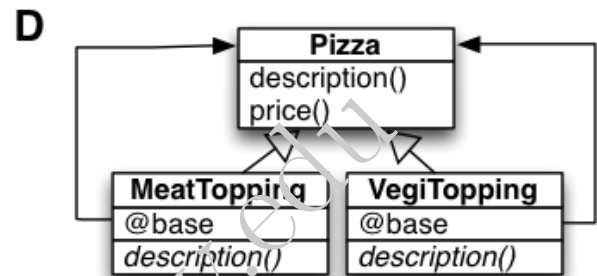 D
Pizza
description()
price()
MeatTopping
VegiTopping
@base
@base
description()
description()